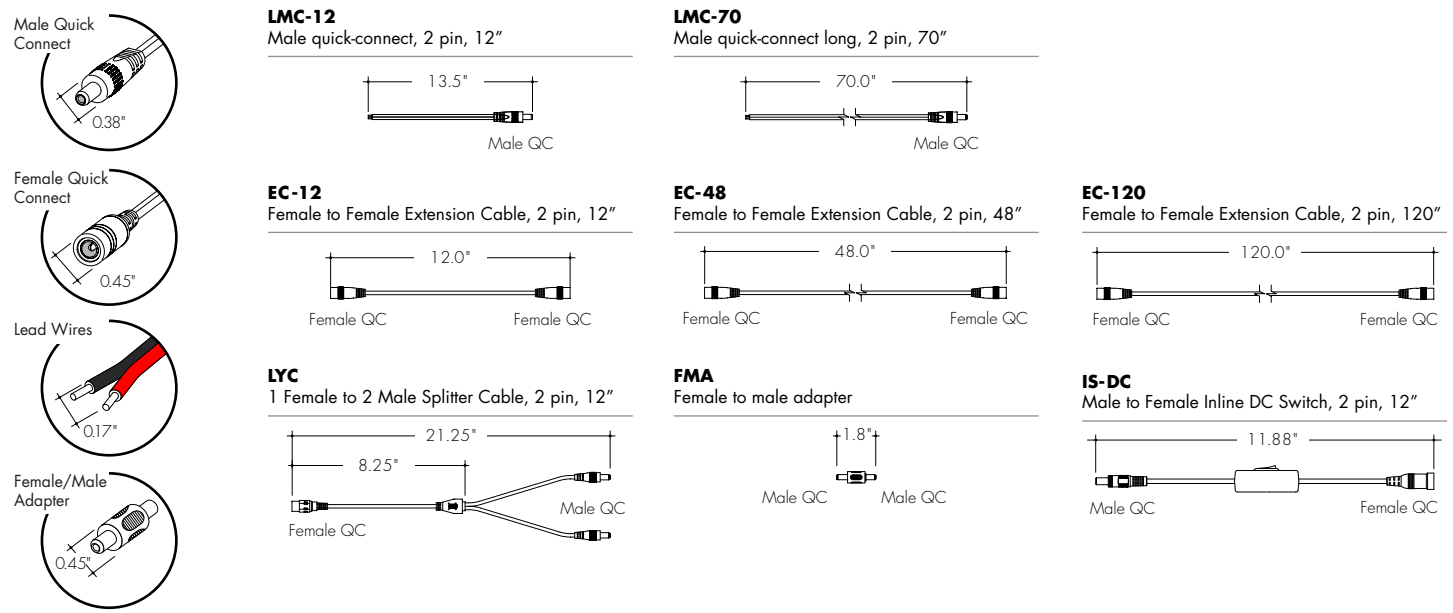 Male Quick
Connect
0.38"
Female Quick
Connect
0.45"
Lead Wires
0.17"
Female/Male
Adapter
0.45"
LMC-12
Male quick-connect, 2 pin, 12”
13.5"
Male QC
LMC-70
Male quick-connect long, 2 pin, 70”
70.0"
Male QC
EC-12
Female to Female Extension Cable, 2 pin, 12”
12.0"
Female QC
Female QC
EC-48
Female to Female Extension Cable, 2 pin, 48”
48.0"
Female QC
Female QC
EC-120
Female to Female Extension Cable, 2 pin, 120”
120.0"
Female QC
Female QC
LYC
1 Female to 2 Male Splitter Cable, 2 pin, 12”
21.25"
8.25"
Male QC
Female QC
FMA
Female to male adapter
1.8"
Male QC
Male QC
IS-DC
Male to Female Inline DC Switch, 2 pin, 12”
11.88"
Male QC
Female QC